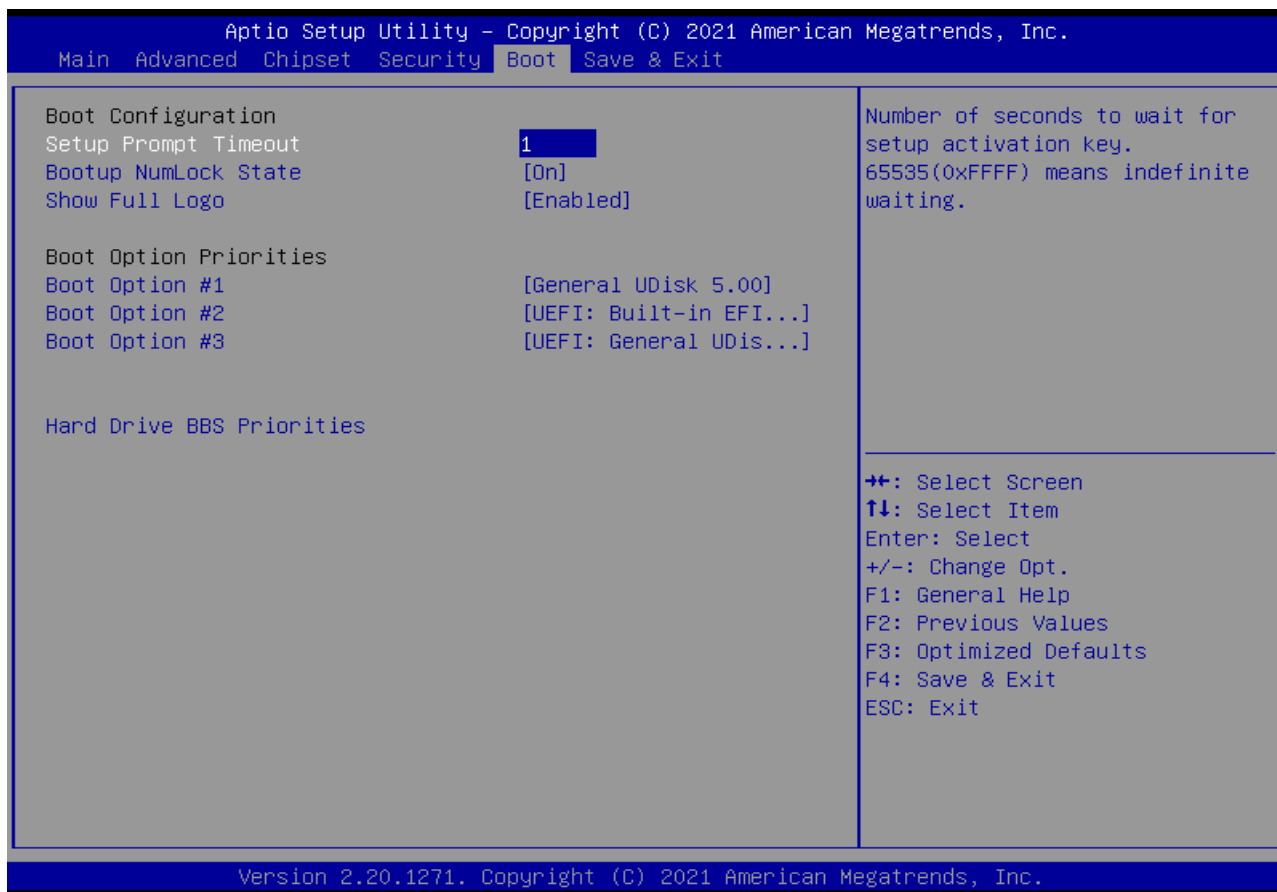 Aptio Setup Utility – Copyright (C) 2021 American Megatrends, Inc.
Main Advanced Chipset Security Boot Save & Exit
Boot Configuration
Setup Prompt Timeout 1
Bootup NumLock State [On]
Show Full Logo [Enabled]
Boot Option Priorities
Boot Option #1 [General UDisk 5.00]
Boot Option #2 [UEFI: Built-in EFI...]
Boot Option #3 [UEFI: General UDis...]
Hard Drive BBS Priorities
Number of seconds to wait for
setup activation key.
65535(0xFFFF) means indefinite
waiting.
→←: Select Screen
↑↓: Select Item
Enter: Select
+/-: Change Opt.
F1: General Help
F2: Previous Values
F3: Optimized Defaults
F4: Save & Exit
ESC: Exit
Version 2.20.1271. Copyright (C) 2021 American Megatrends, Inc.